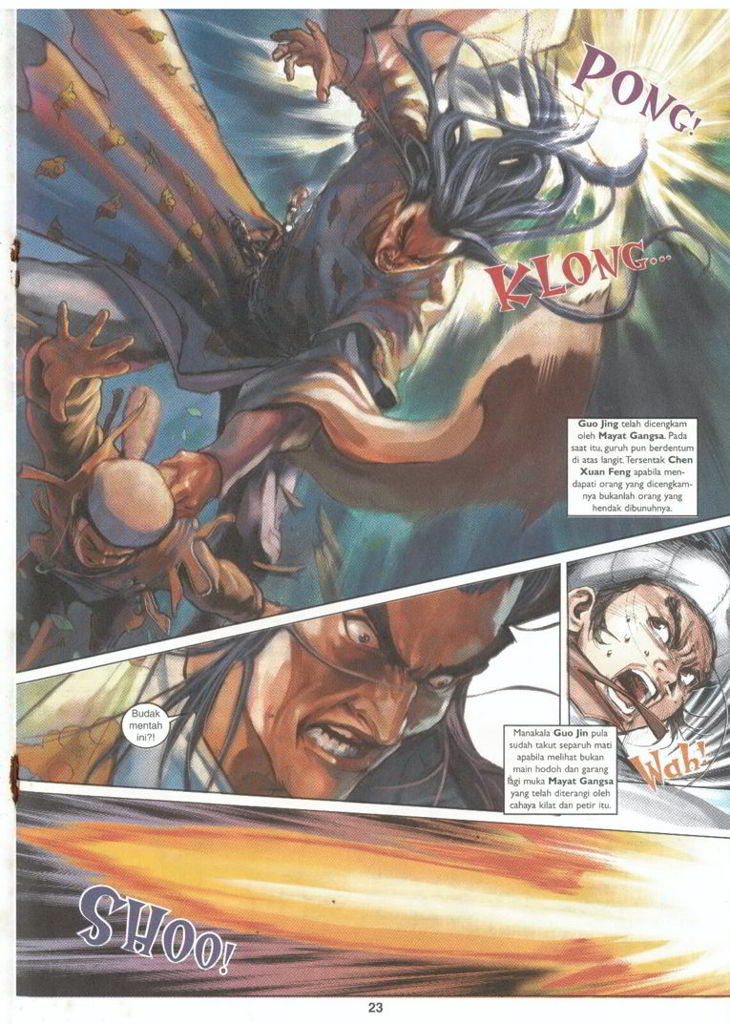 PONG!
KLONG...
Guo Jing telah dicengkam
oleh Mayat Gangsa. Pada
saat itu, guruh pun berdentum
di atas langit. Tersentak Chen
Xuan Feng apabila men-
dapati orang yang dicengkam-
nya bukanlah orang yang
hendak dibunuhnya.
Budak
mentah
ini?!
Manakala Guo Jin pula
sudah takut separuh mati
apabila melihat bukan
main hodoh dan garang
lagi muka Mayat Gangsa
yang telah diterangi oleh
cahaya kilat dan petir itu.
Wah!
SHOO!
23